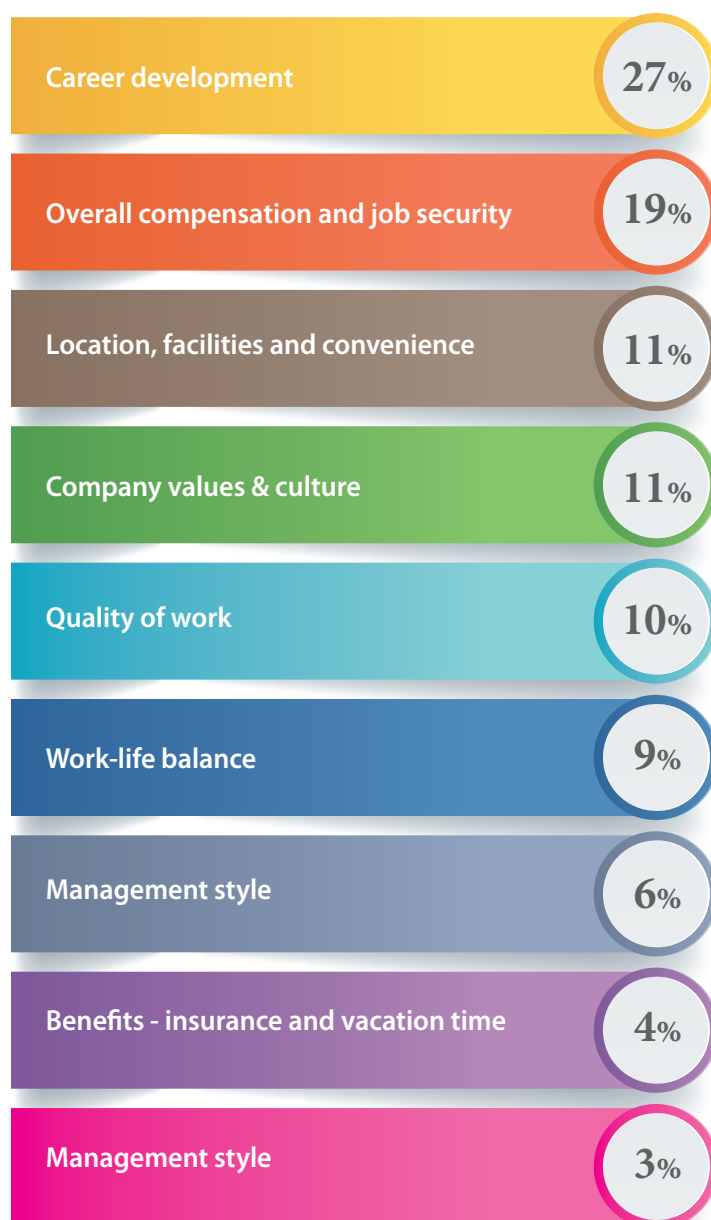 Career development 27%
Overall compensation and job security 19%
Location, facilities and convenience 11%
Company values & culture 11%
Quality of work 10%
Work-life balance 9%
Management style 6%
Benefits - insurance and vacation time 4%
Management style 3%